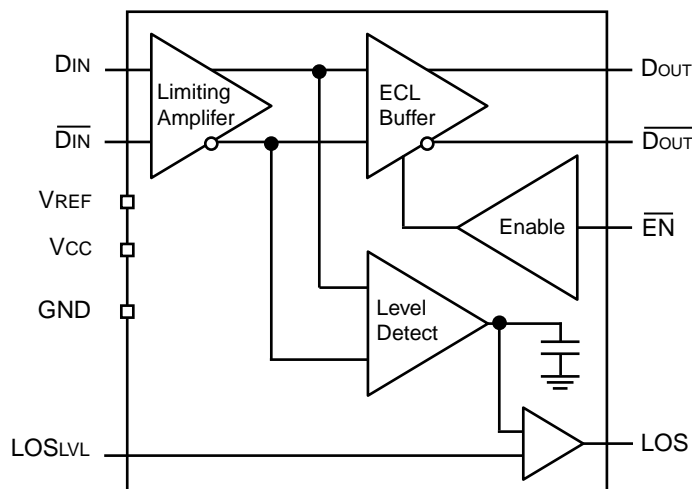 DIN
Limiting
Amplifer
ECL
Buffer
DOUT
DIN
DOUT
VREF
Enable
EN
VCC
GND
Level
Detect
LOSLVL
LOS